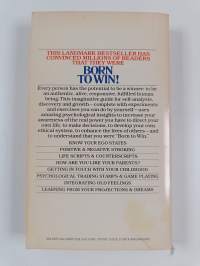 THIS LANDMARK BESTSELLER HAS
CONVINCED MILLIONS OF READERS
THAT THEY WERE
BORN
TO WIN!
Every person has the potential to be a winner: to be
an authentic, alive, responsive, fulfilled human
being. This imaginative guide for self-analysis,
discovery and growth—complete with experiments
and exercises you can do by yourself—uses
amazing psychological insights to increase your
awareness of the real power you have to direct your
own life, to make decisions, to develop your own
ethical system, to enhance the lives of others—and
to understand that you were "Born to Win."
KNOW YOUR EGO STATES
POSITIVE & NEGATIVE STROKING
LIFE SCRIPTS & COUNTERSCRIPTS
HOW ARE YOU LIKE YOUR PARENTS?
GETTING IN TOUCH WITH YOUR CHILDHOOD
PSYCHOLOGICAL TRADING STAMPS & GAME PLAYING
INTEGRATING OLD FEELINGS
LEARNING FROM YOUR PROJECTIONS & DREAMS